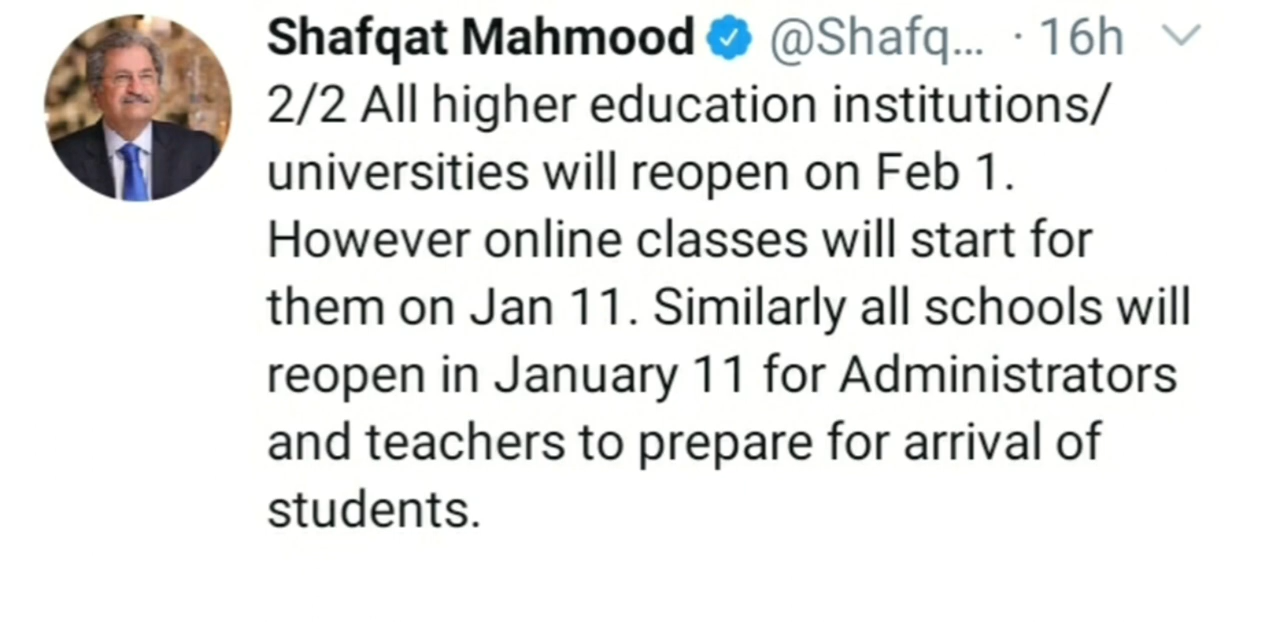 Shafqat Mahmood @Shafq... · 16h
2/2 All higher education institutions/
universities will reopen on Feb 1.
However online classes will start for
them on Jan 11. Similarly all schools will
reopen in January 11 for Administrators
and teachers to prepare for arrival of
students.